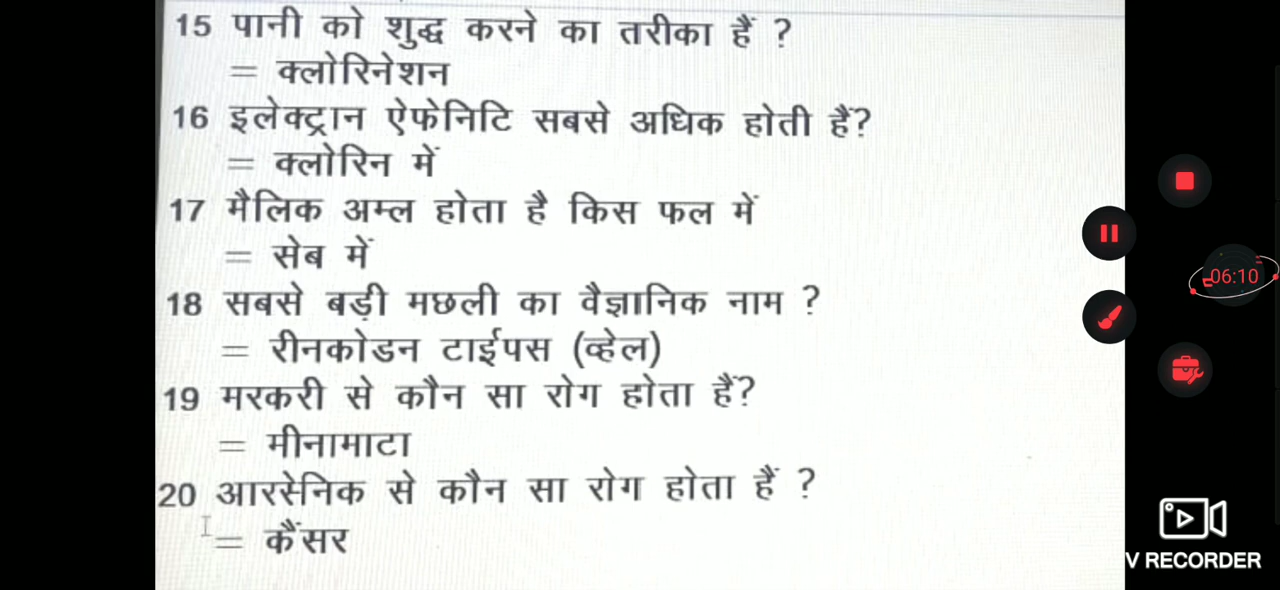 15 पानी को शुद्ध करने का तरीका हैं ?
= क्लोरिनेशन
16 इलेक्ट्रान ऐफेनिटि सबसे अधिक होती हैं?
= क्लोरिन में
17 मैलिक अम्ल होता है किस फल में
= सेब में
18 सबसे बड़ी मछली का वैज्ञानिक नाम ?
= रीनकोडन टाईपस (व्हेल)
19 मरकरी से कौन सा रोग होता हैं?
= मीनामाटा
20 आरसेनिक से कौन सा रोग होता हैं ?
= कैंसर
06:10
V RECORDER